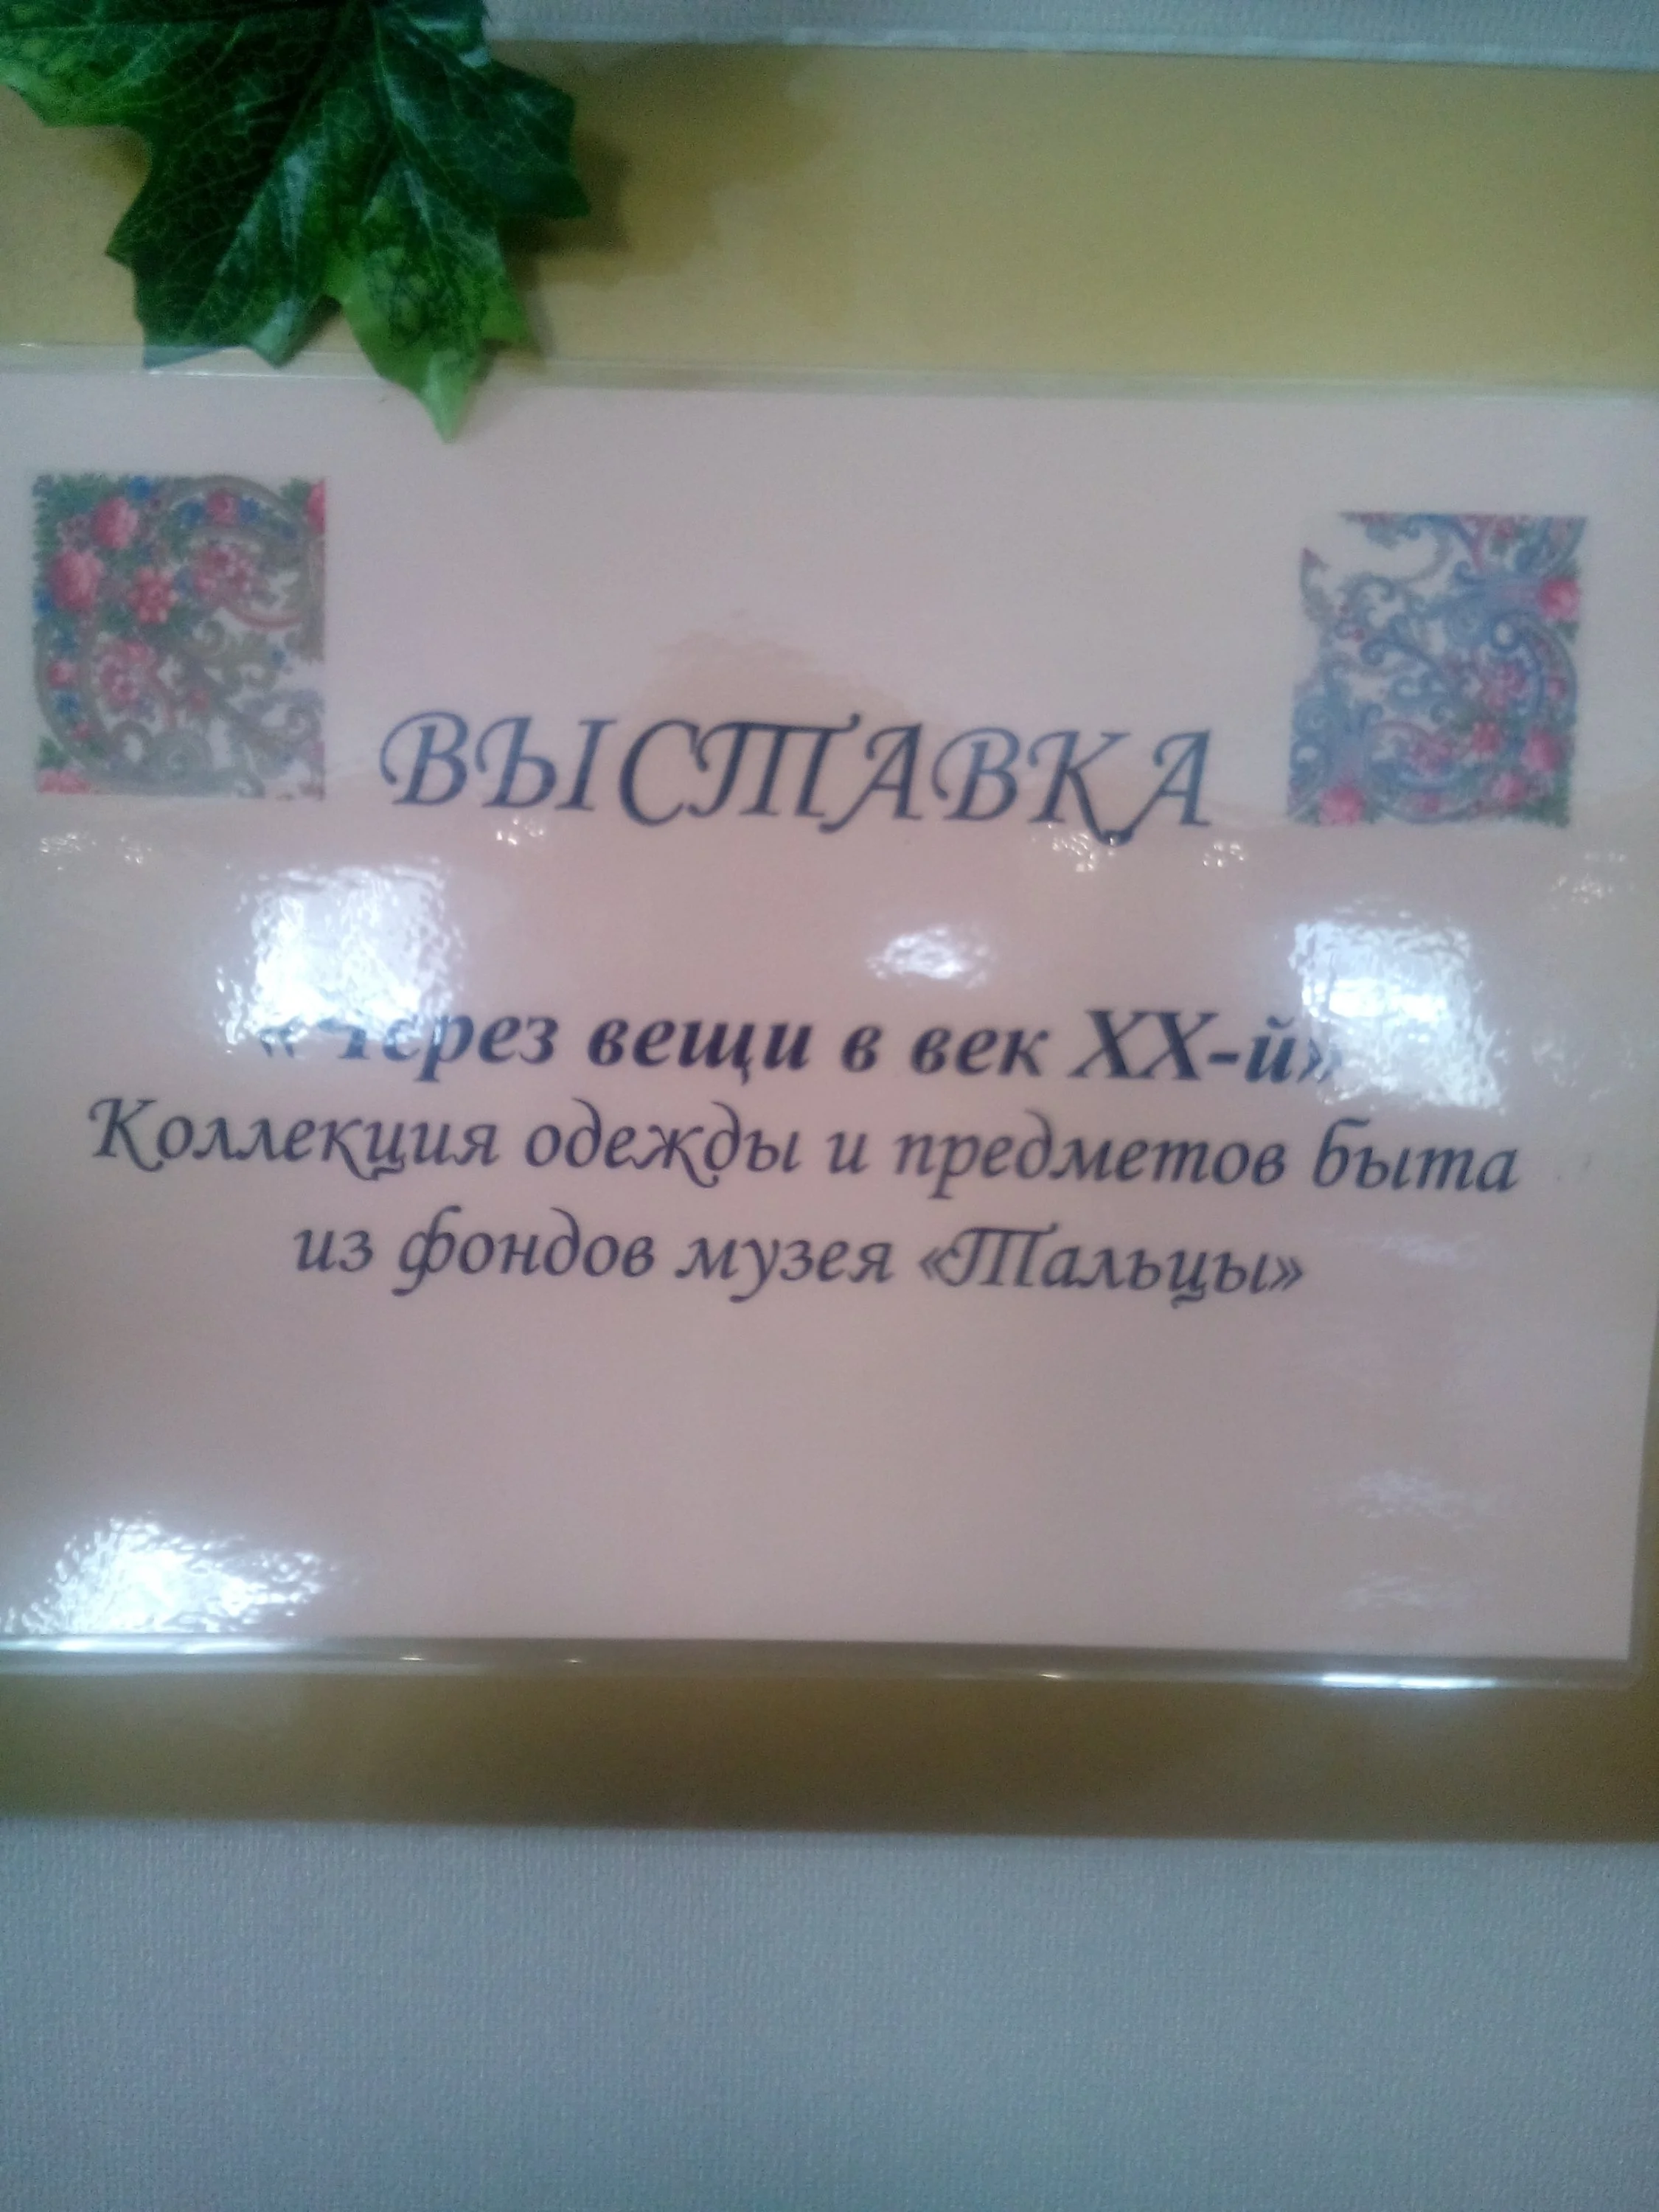 ВЫСТАВКА
«Через вещи в век XX-й»
Коллекция одежды и предметов быта
из фондов музея «Тальцы»